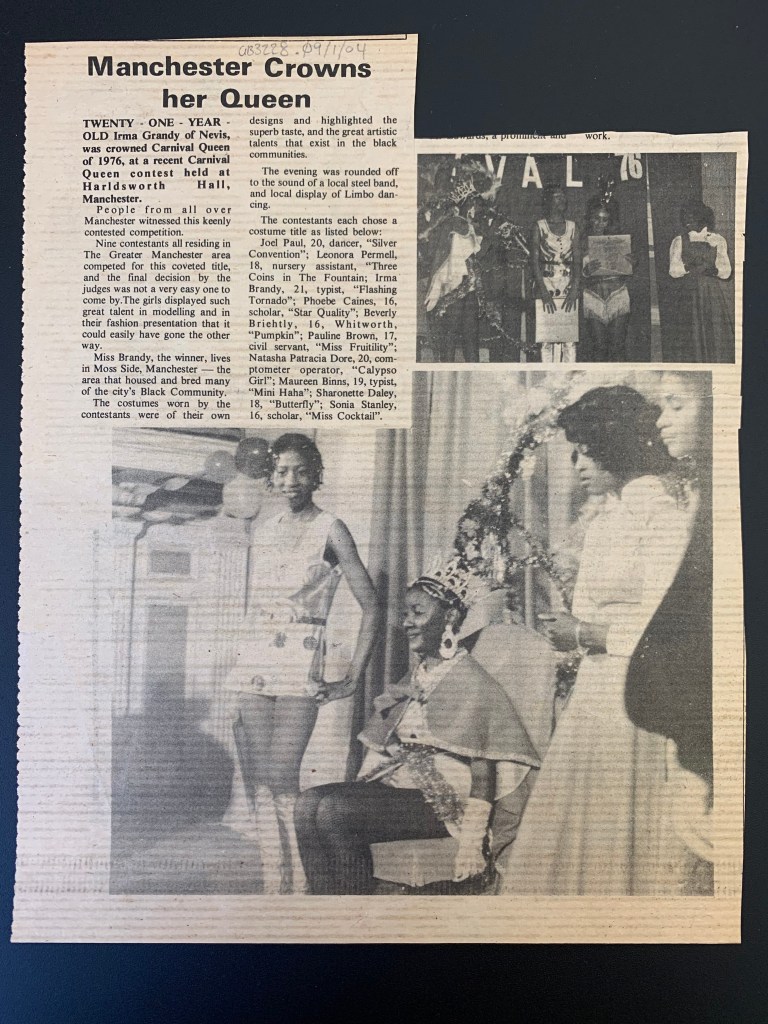 GB3228.09/1/04
Manchester Crowns
her Queen
TWENTY - ONE - YEAR -
OLD Irma Grandy of Nevis,
was crowned Carnival Queen
of 1976, at a recent Carnival
Queen contest held at
Harldsworth Hall,
Manchester.
People from all over
Manchester witnessed this keenly
contested competition.
Nine contestants all residing in
The Greater Manchester area
competed for this coveted title,
and the final decision by the
judges was not a very easy one to
come by.The girls displayed such
great talent in modelling and in
their fashion presentation that it
could easily have gone the other
way.
Miss Brandy, the winner, lives
in Moss Side, Manchester — the
area that housed and bred many
of the city's Black Community.
The costumes worn by the
contestants were of their own
designs and highlighted the
superb taste, and the great artistic
talents that exist in the black
communities.
The evening was rounded off
to the sound of a local steel band,
and local display of Limbo dan-
cing.
The contestants each chose a
costume title as listed below:
Joel Paul, 20, dancer, "Silver
Convention"; Leonora Permell,
18, nursery assistant, "Three
Coins in The Fountain; Irma
Brandy, 21, typist, "Flashing
Tornado"; Phoebe Caines, 16,
scholar, "Star Quality"; Beverly
Briehtly, 16, Whitworth,
"Pumpkin"; Pauline Brown, 17,
civil servant, "Miss Fruitility";
Natasha Patracia Dore, 20, com-
ptometer operator, "Calypso
Girl"; Maureen Binns, 19, typist,
"Mini Haha"; Sharonette Daley,
18, "Butterfly"; Sonia Stanley,
16, scholar, "Miss Cocktail".
a prominent and work.
VAL 76